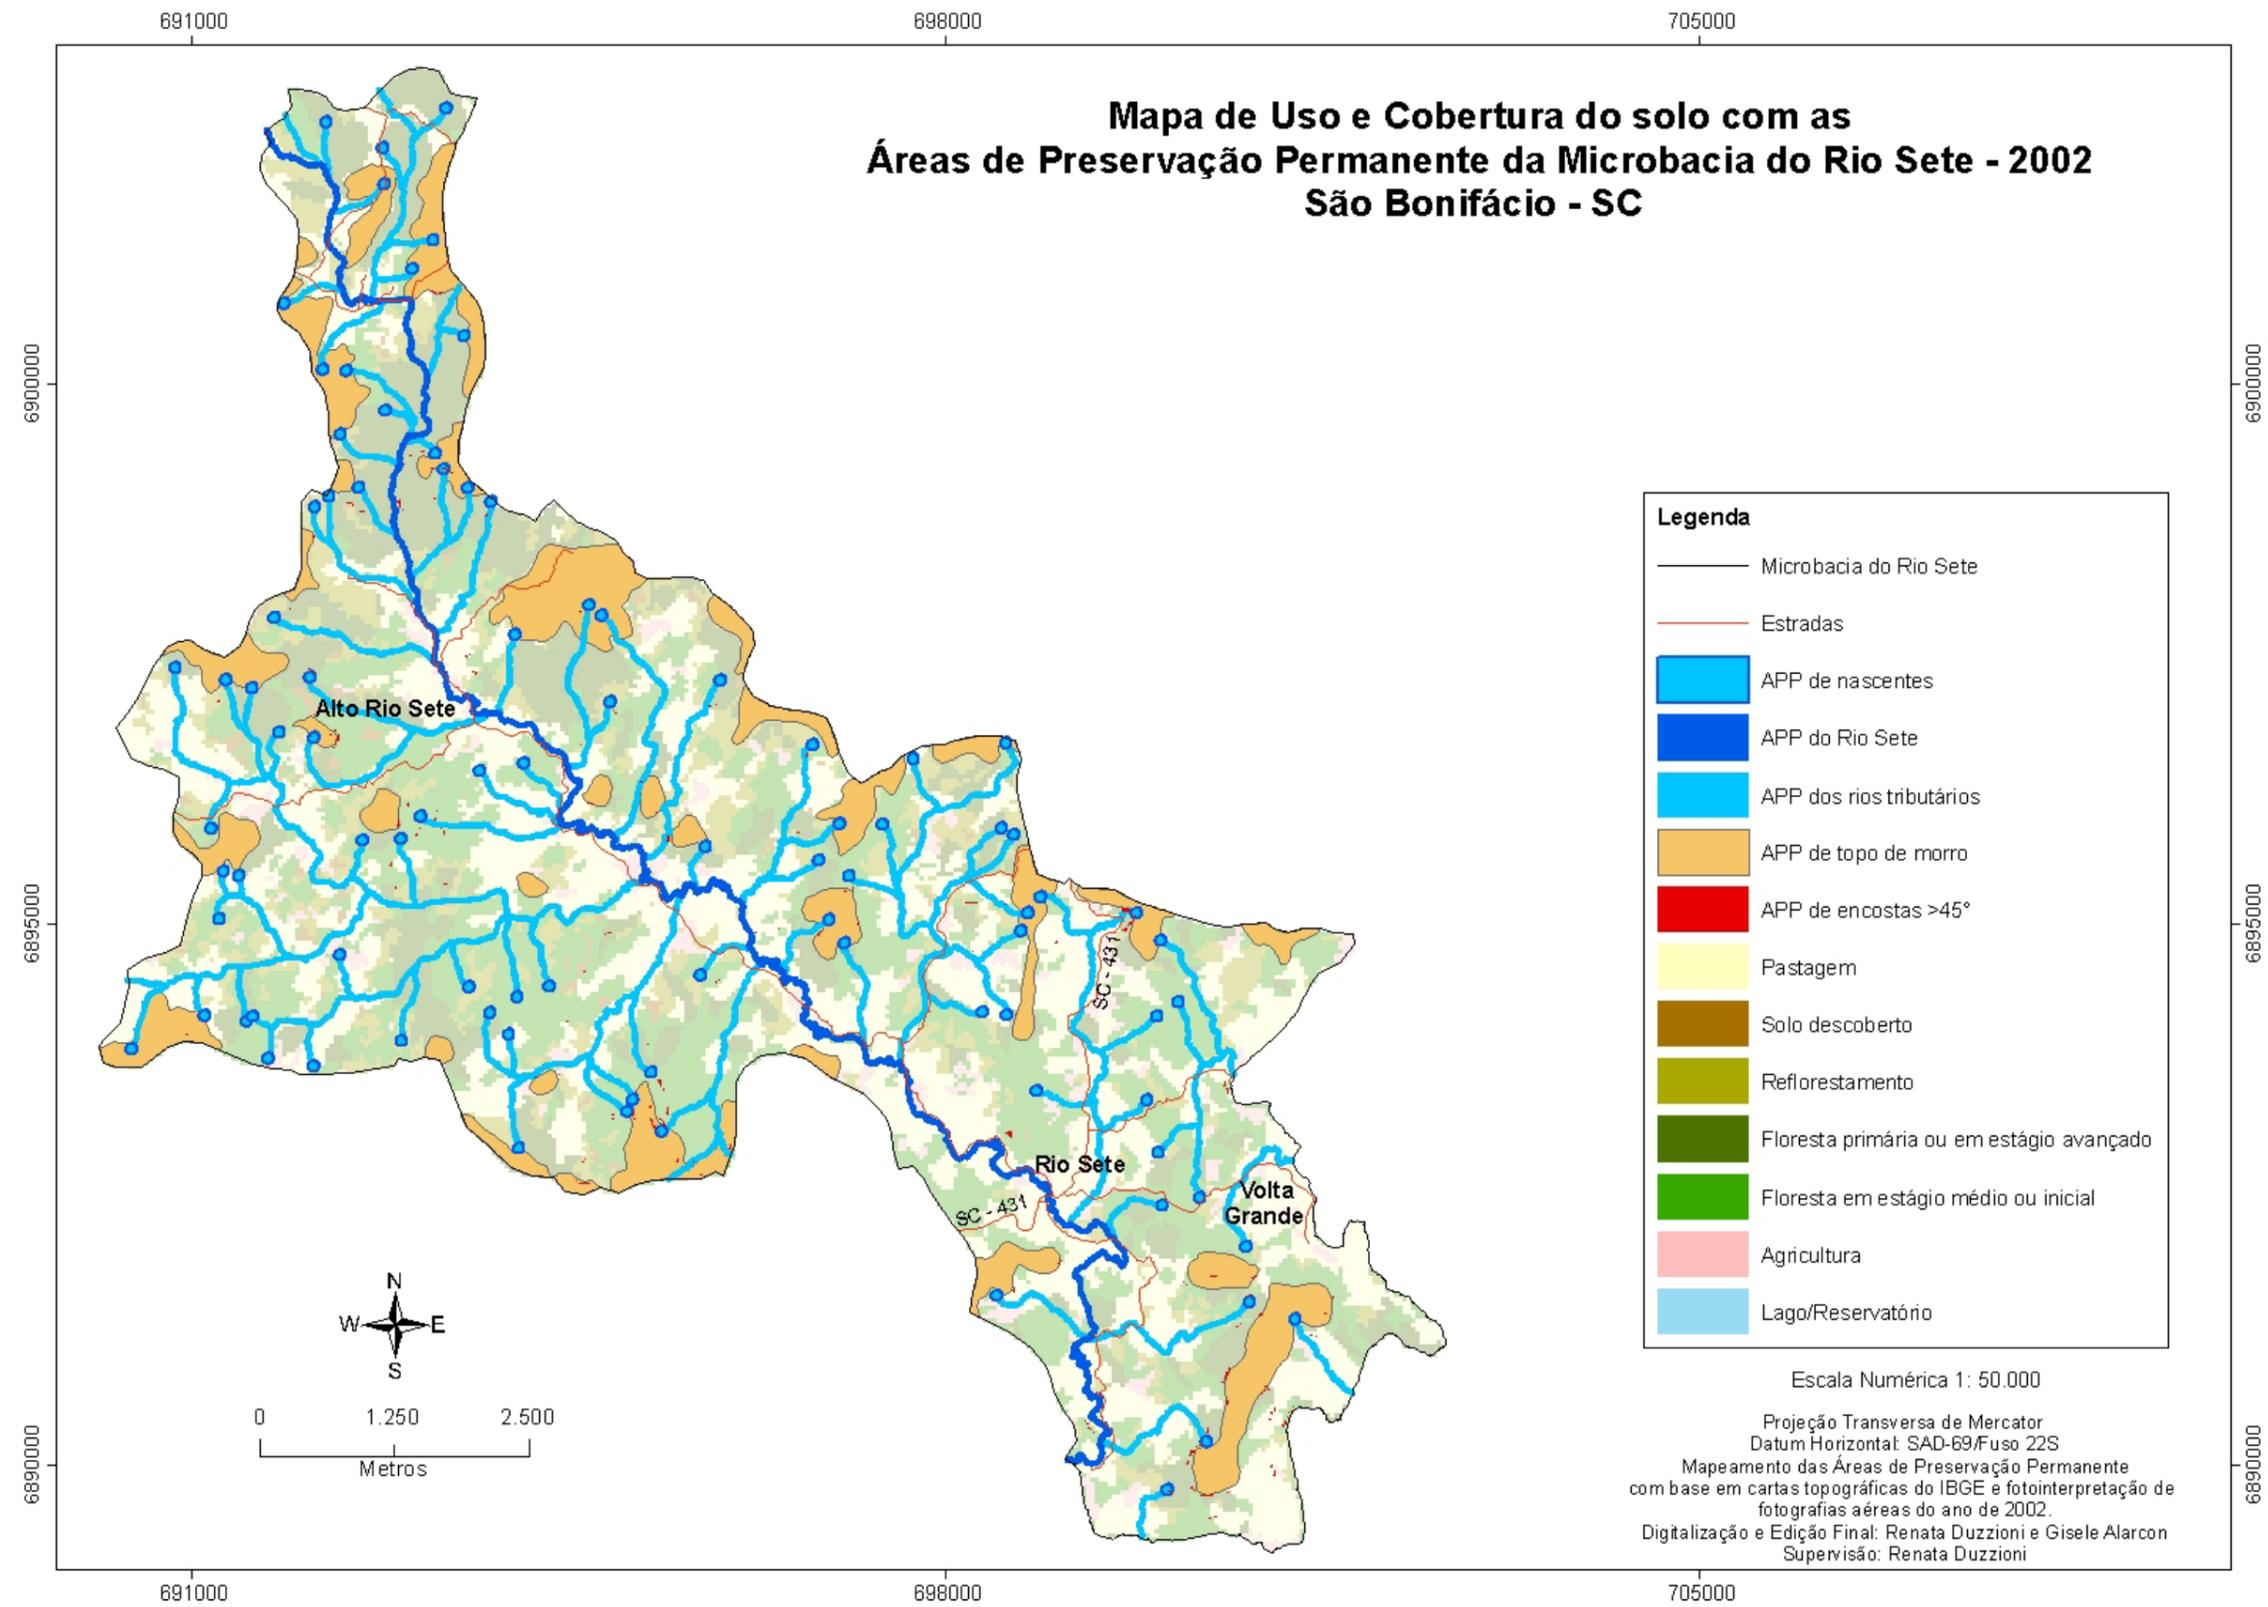 691000
698000
705000
Mapa de Uso e Cobertura do solo com as
Áreas de Preservação Permanente da Microbacia do Rio Sete - 2002
São Bonifácio - SC
6900000
6900000
Legenda
Microbacia do Rio Sete
Estradas
APP de nascentes
APP do Rio Sete
APP dos rios tributários
APP de topo de morro
APP de encostas >45°
Pastagem
Solo descoberto
Reflorestamento
Floresta primária ou em estágio avançado
Floresta em estágio médio ou inicial
Agricultura
Lago/Reservatório
Alto Rio Sete
6895000
6895000
SC - 431
Rio Sete
Volta
Grande
SC - 431
N
W
E
S
0
1.250
2.500
Metros
6890000
6890000
Escala Numérica 1: 50.000
Projeção Transversa de Mercator
Datum Horizontal: SAD-69/Fuso 22S
Mapeamento das Áreas de Preservação Permanente
com base em cartas topográficas do IBGE e fotointerpretação de
fotografias aéreas do ano de 2002.
Digitalização e Edição Final: Renata Duzzioni e Gisele Alarcon
Supervisão: Renata Duzzioni
691000
698000
705000